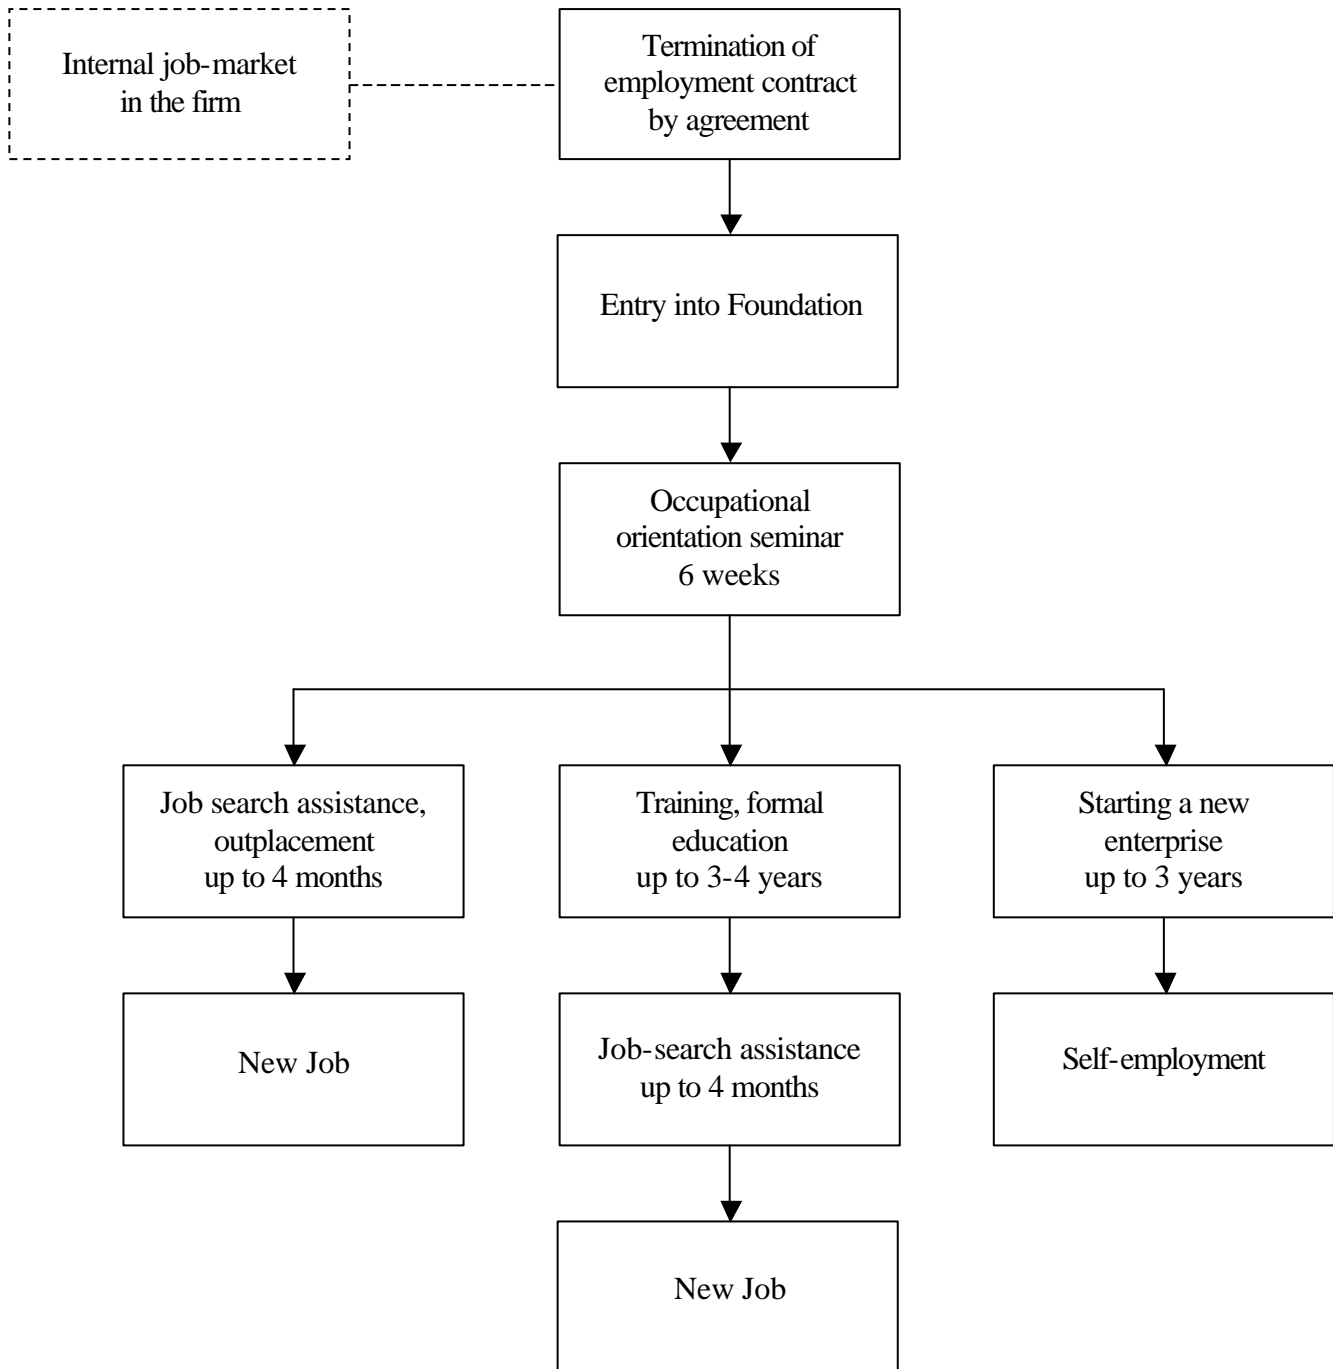 Internal job-market
in the firm
Termination of
employment contract
by agreement
Entry into Foundation
Occupational
orientation seminar
6 weeks
Job search assistance,
outplacement
up to 4 months
Training, formal
education
up to 3-4 years
Starting a new
enterprise
up to 3 years
New Job
Job-search assistance
up to 4 months
Self-employment
New Job